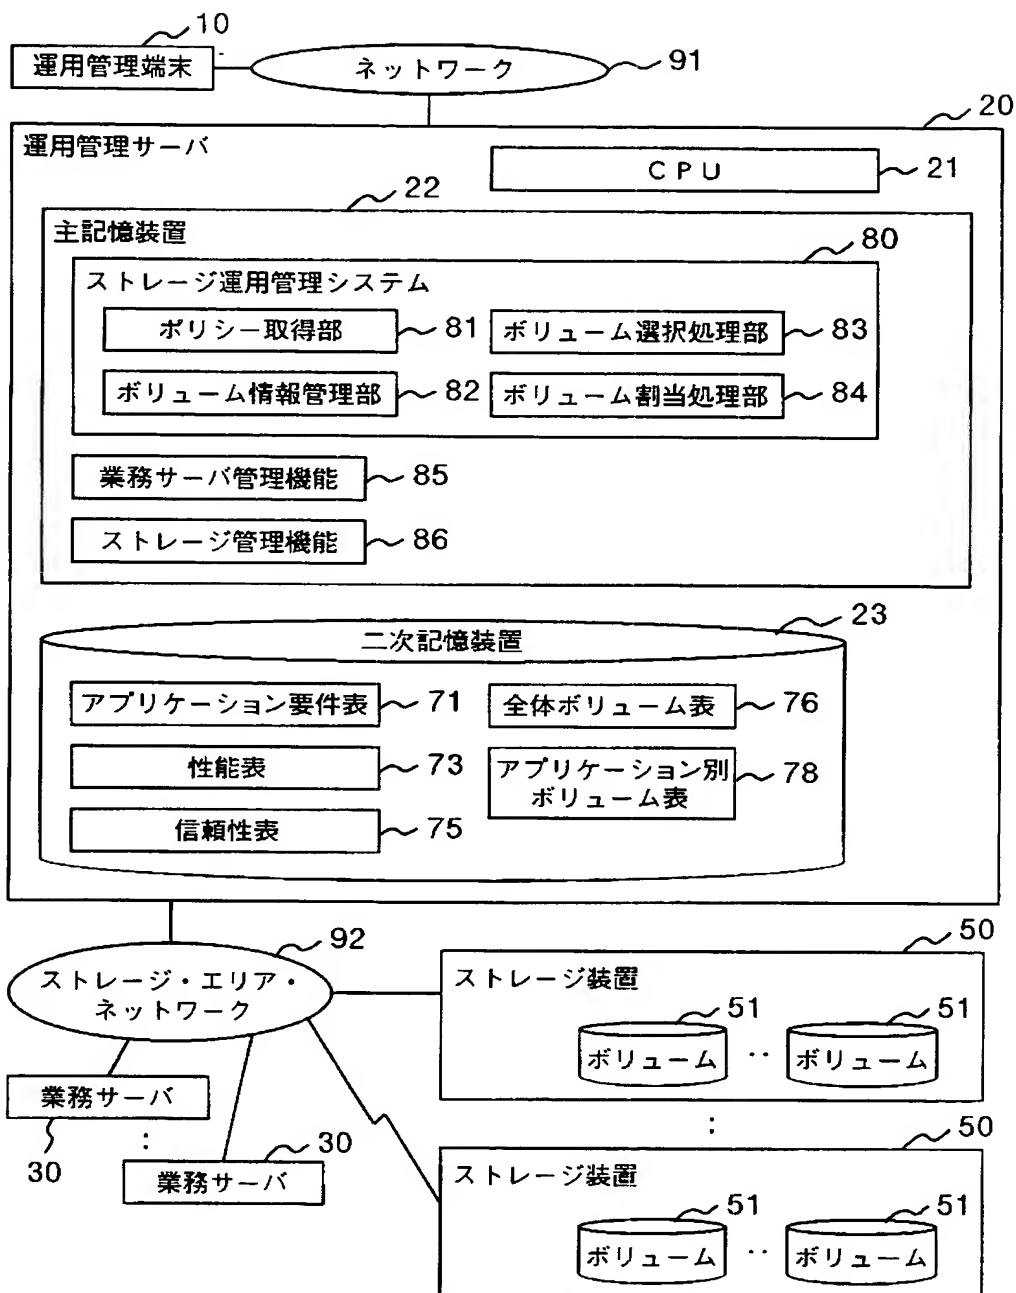 10
運用管理端末
ネットワーク
91
20
運用管理サーバ
CPU
21
22
主記憶装置
80
ストレージ運用管理システム
ポリシー取得部
81
ボリューム選択処理部
83
ボリューム情報管理部
82
ボリューム割当処理部
84
業務サーバ管理機能
85
ストレージ管理機能
86
23
二次記憶装置
アプリケーション要件表
71
全体ボリューム表
76
性能表
73
アプリケーション別
ボリューム表
78
信頼性表
75
92
ストレージ・エリア・
ネットワーク
50
ストレージ装置
51
51
ボリューム
‥
ボリューム
業務サーバ
30
:
30
業務サーバ
:
50
ストレージ装置
51
51
ボリューム
‥
ボリューム